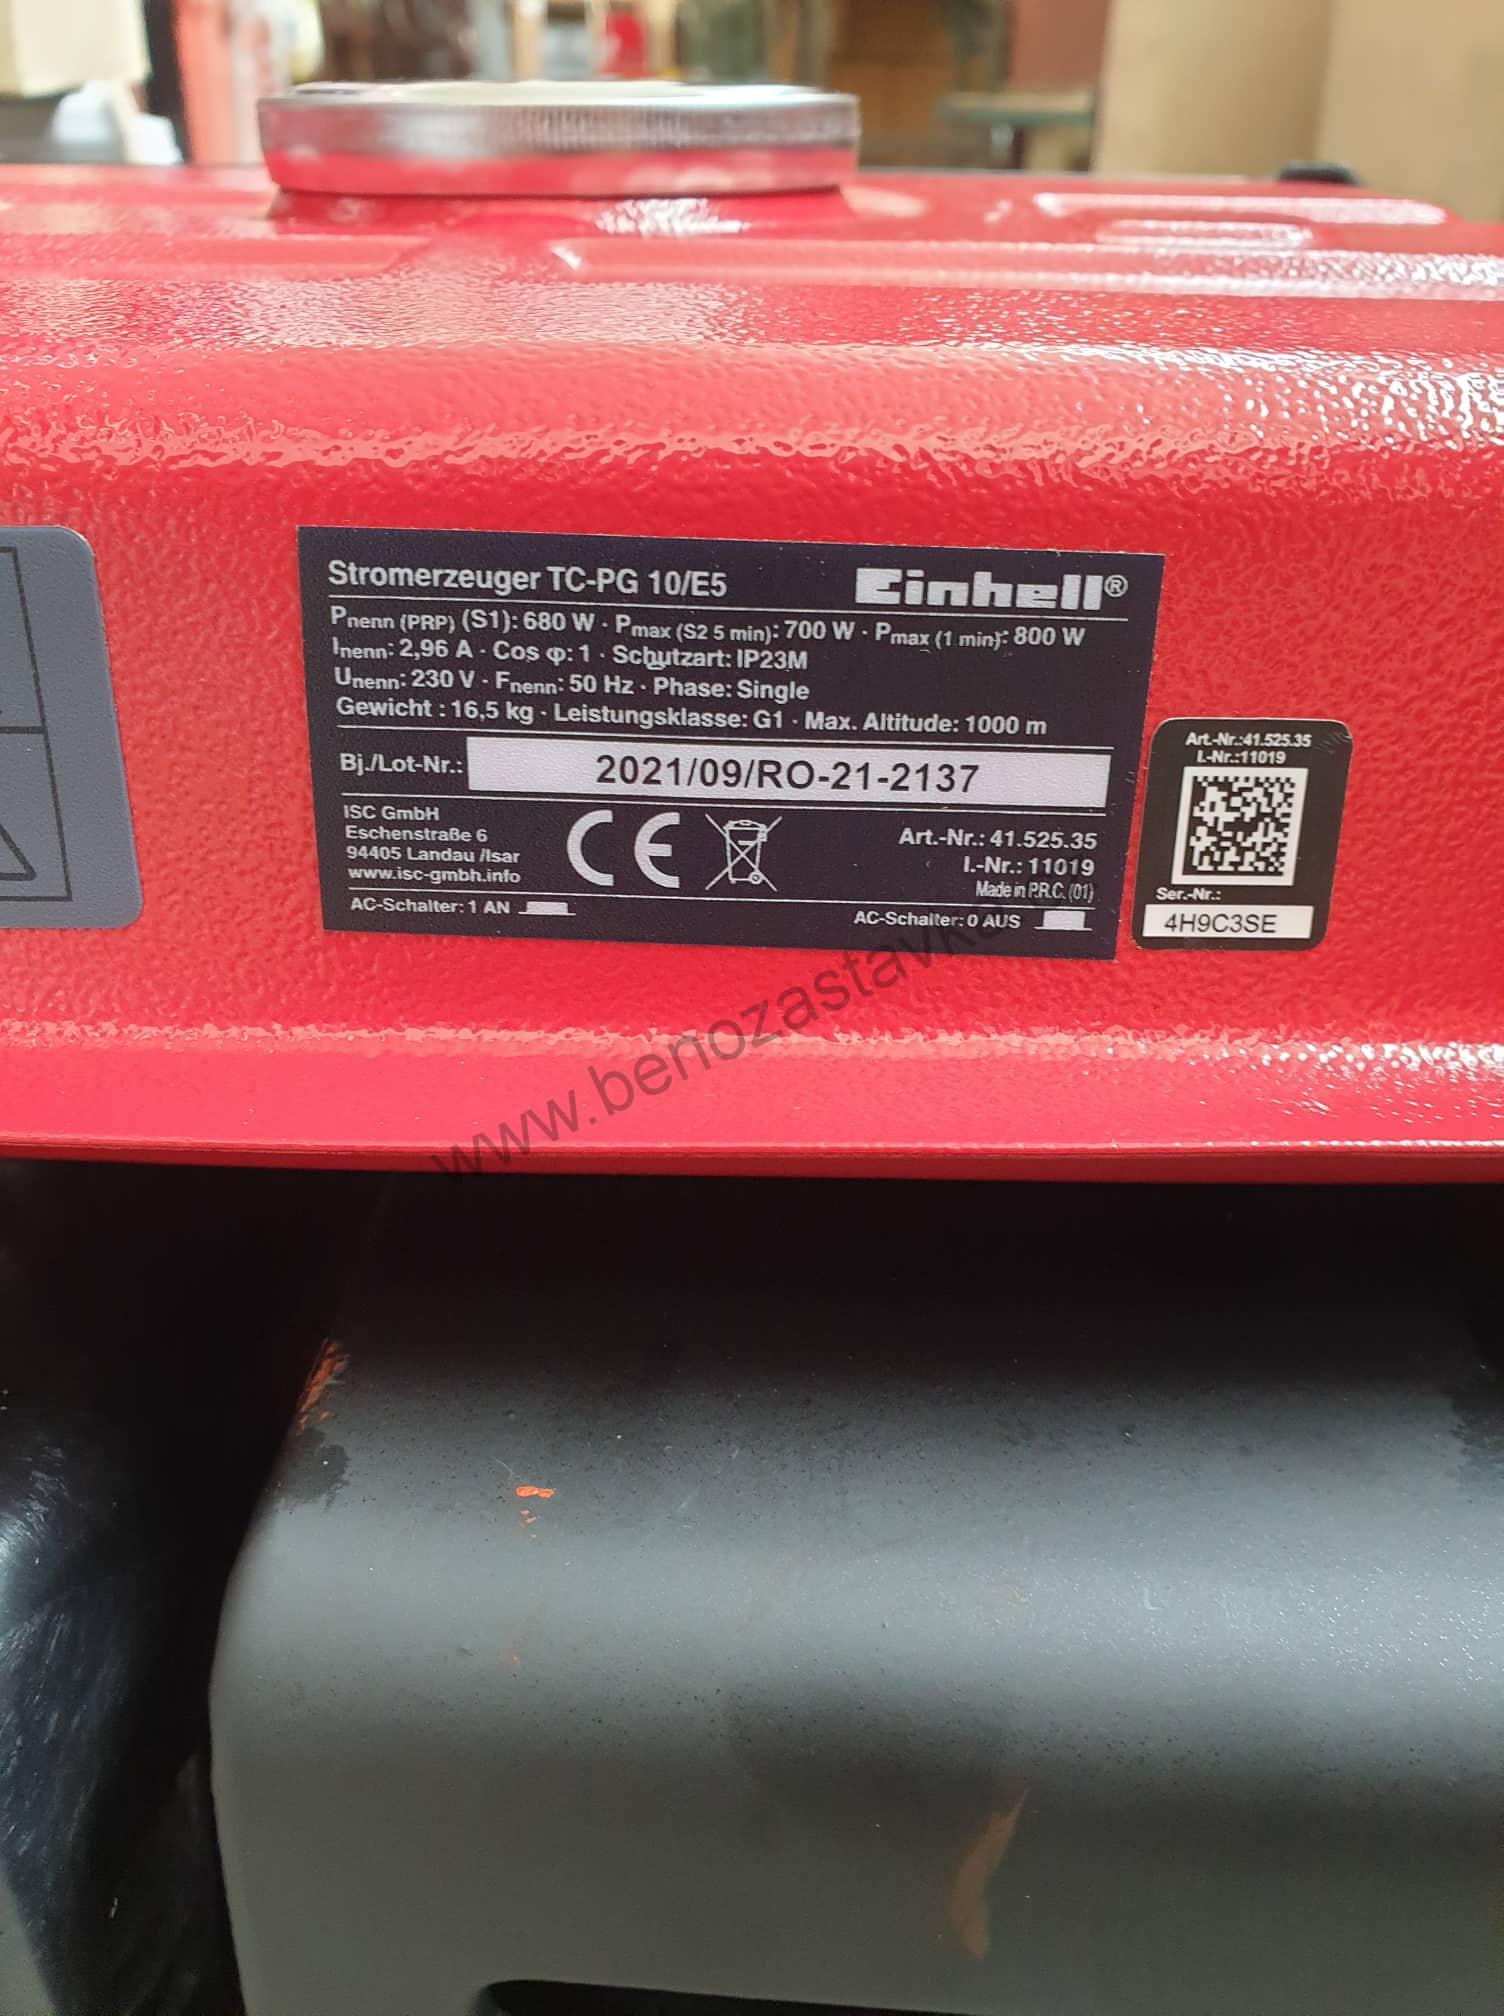 Stromerzeuger TC-PG 10/E5 Einhell®
Pnenn (PRP) (S1): 680 W · Pmax (S2 5 min): 700 W · Pmax (1 min): 800 W
Inenn: 2,96 A · Cos φ: 1 · Schutzart: IP23M
Unenn: 230 V · Fnenn: 50 Hz · Phase: Single
Gewicht : 16,5 kg · Leistungsklasse: G1 · Max. Altitude: 1000 m
Bj./Lot-Nr.: 2021/09/RO-21-2137
ISC GmbH
Eschenstraße 6
94405 Landau /Isar
www.isc-gmbh.info
CE
Art.-Nr.: 41.525.35
I.-Nr.: 11019
Made in P.R.C. (01)
AC-Schalter: 1 AN
AC-Schalter: 0 AUS
Art.-Nr.:41.525.35
I.-Nr.:11019
Ser.-Nr.:
4H9C3SE
www.benozastavka